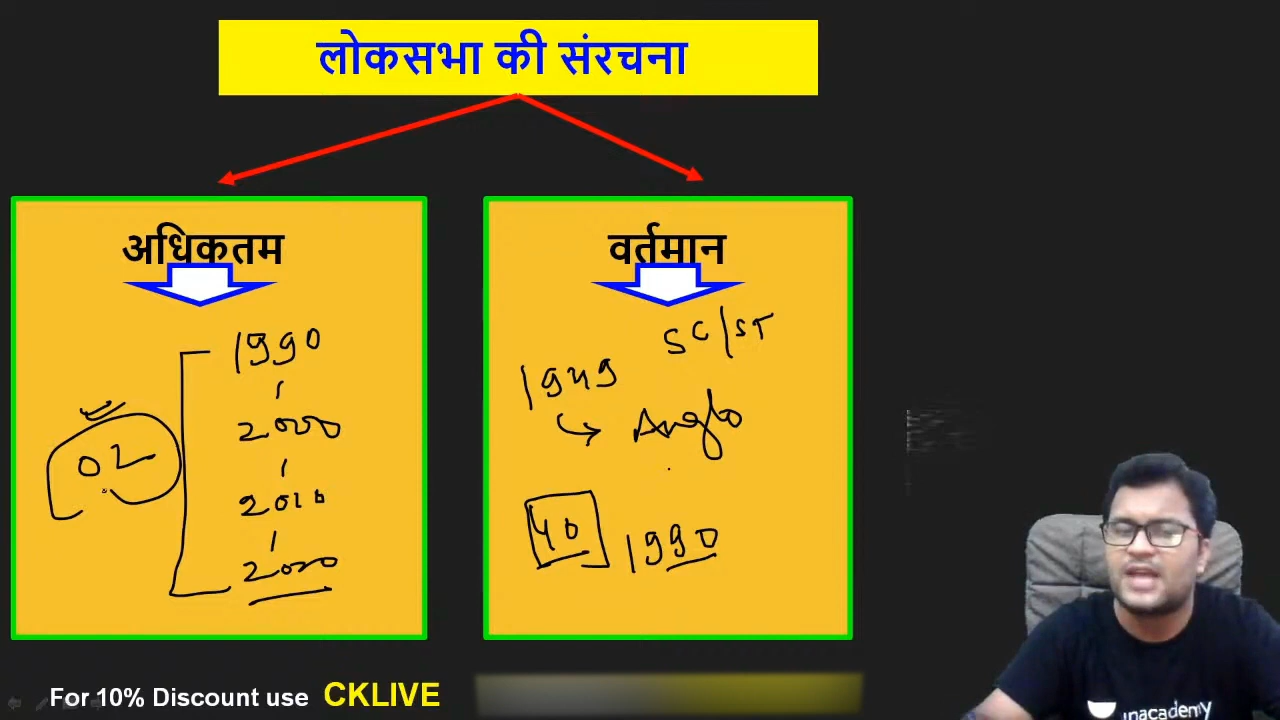 लोकसभा की संरचना
अधिकतम
1990
2000
2010
2020
02
वर्तमान
SC/ST
1949
Anglo
40
1990
For 10% Discount use CKLIVE
unacademy